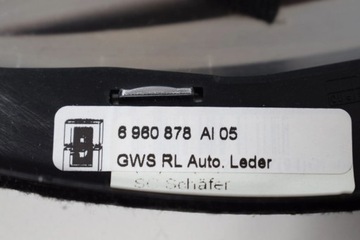 6 960 878 AI 05
GWS RL Auto. Leder
Schäfer